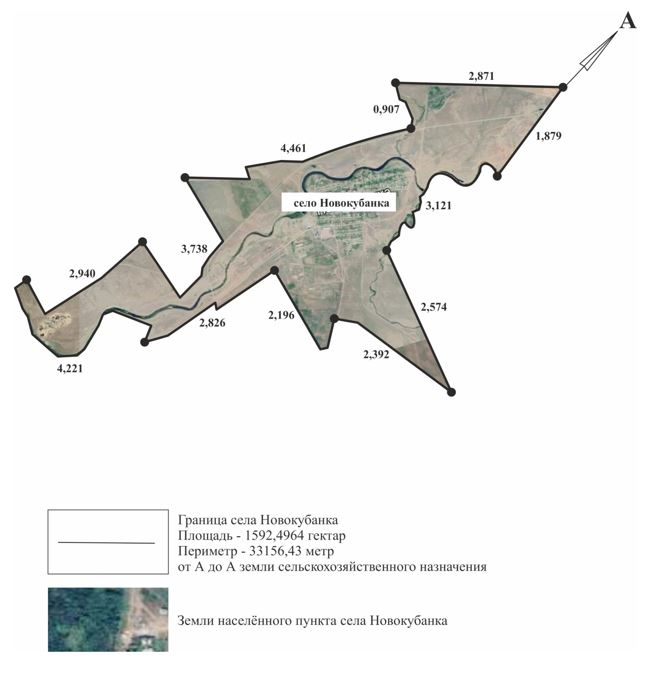 А
2,871
0,907
1,879
4,461
село Новокубанка
3,121
3,738
2,940
2,574
2,826
2,196
2,392
4,221
Граница села Новокубанка
Площадь - 1592,4964 гектар
Периметр - 33156,43 метр
от А до А земли сельскохозяйственного назначения
Земли населённого пункта села Новокубанка